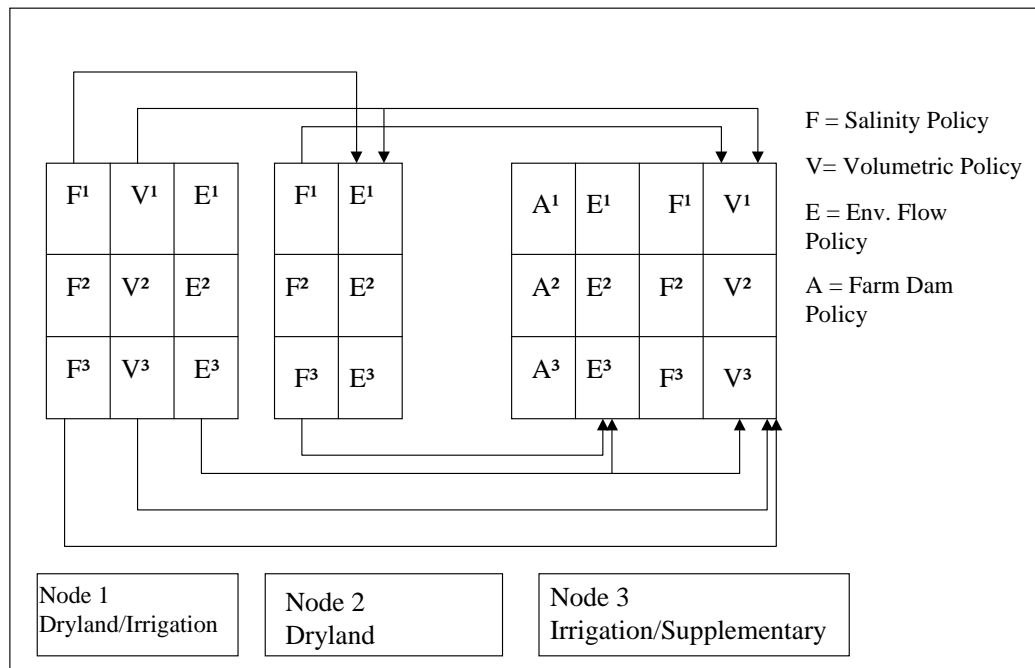 F¹ V¹ E¹
F² V² E²
F³ V³ E³
F¹ E¹
F² E²
F³ E³
A¹ E¹ F¹ V¹
A² E² F² V²
A³ E³ F³ V³
F = Salinity Policy
V= Volumetric Policy
E = Env. Flow
Policy
A = Farm Dam
Policy
Node 1
Dryland/Irrigation
Node 2
Dryland
Node 3
Irrigation/Supplementary